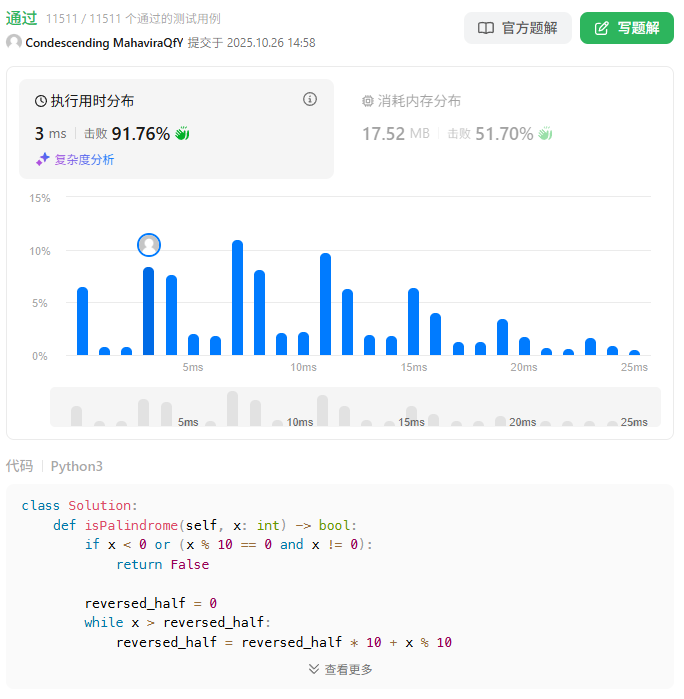 通过 11511 / 11511 个通过的测试用例
官方题解
写题解
Condescending MahaviraQfY 提交于 2025.10.26 14:58
执行用时分布
3 ms 击败 91.76%
复杂度分析
消耗内存分布
17.52 MB 击败 51.70%
15%
10%
5%
0%
5ms 10ms 15ms 20ms 25ms
5ms 10ms 15ms 20ms 25ms
代码 Python3
class Solution:
    def isPalindrome(self, x: int) -> bool:
        if x < 0 or (x % 10 == 0 and x != 0):
            return False
        reversed_half = 0
        while x > reversed_half:
            reversed_half = reversed_half * 10 + x % 10
查看更多